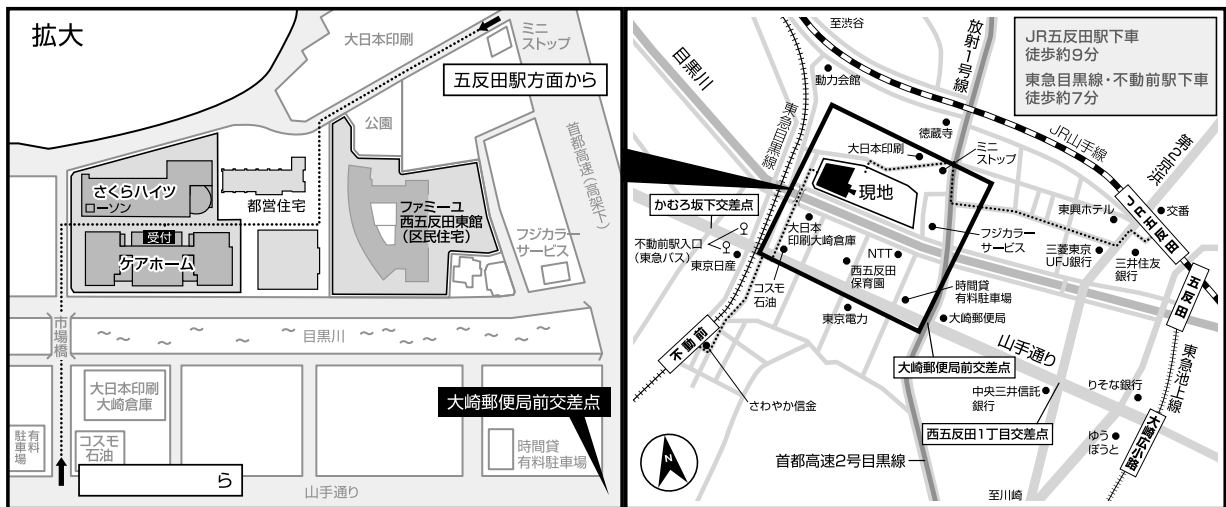 拡大
大日本印刷
ミニ
ストップ
五反田駅方面から
公園
首都高速(高架下)
さくらハイツ
ローソン
都営住宅
ファミーユ
西五反田東館
(区民住宅)
フジカラー
サービス
受付
ケアホーム
市場橋
目黒川
大日本印刷
大崎倉庫
大崎郵便局前交差点
有料
駐車場
コスモ
石油
時間貸
有料駐車場
ら
山手通り
至渋谷
放射1号線
JR五反田駅下車
徒歩約9分
東急目黒線・不動前駅下車
徒歩約7分
目黒川
動力会館
東急目黒線
徳蔵寺
JR山手線
第2京浜
大日本印刷
ミニ
ストップ
現地
かむろ坂下交差点
東興ホテル
JR五反田
交番
大日本
印刷大崎倉庫
フジカラー
サービス
不動前駅入口
(東急バス)
東京日産
NTT
三菱東京
UFJ銀行
三井住友
銀行
西五反田
保育園
コスモ
石油
時間貸
有料駐車場
五反田
東京電力
大崎郵便局
不動前
山手通り
大崎郵便局前交差点
東急池上線
さわやか信金
中央三井信託
銀行
りそな銀行
西五反田1丁目交差点
ゆう
ぽうと
大崎広小路
N
首都高速2号目黒線
至川崎